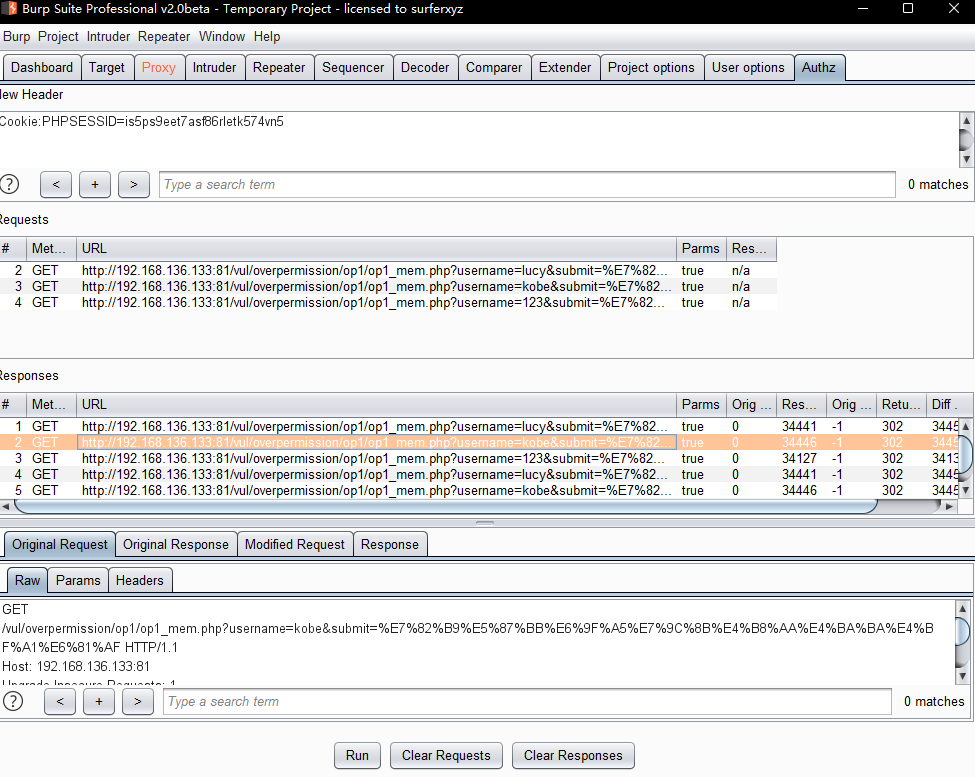 Burp Suite Professional v2.0beta - Temporary Project - licensed to surferxyz
Burp Project Intruder Repeater Window Help
Dashboard Target Proxy Intruder Repeater Sequencer Decoder Comparer Extender Project options User options Authz
ew Header
Cookie:PHPSESSID=is5ps9eet7asf86rletk574vn5
? < + > Type a search term 0 matches
Requests
# Met... URL Parms Res...
2 GET http://192.168.136.133:81/vul/overpermission/op1/op1_mem.php?username=lucy&submit=%E7%82... true n/a
3 GET http://192.168.136.133:81/vul/overpermission/op1/op1_mem.php?username=kobe&submit=%E7%82... true n/a
4 GET http://192.168.136.133:81/vul/overpermission/op1/op1_mem.php?username=123&submit=%E7%82... true n/a
Responses
# Met... URL Parms Orig ... Res... Orig ... Retu... Diff .
1 GET http://192.168.136.133:81/vul/overpermission/op1/op1_mem.php?username=lucy&submit=%E7%82... true 0 34441 -1 302 3445
2 GET http://192.168.136.133:81/vul/overpermission/op1/op1_mem.php?username=kobe&submit=%E7%82... true 0 34446 -1 302 3445
3 GET http://192.168.136.133:81/vul/overpermission/op1/op1_mem.php?username=123&submit=%E7%82... true 0 34127 -1 302 3413
4 GET http://192.168.136.133:81/vul/overpermission/op1/op1_mem.php?username=lucy&submit=%E7%82... true 0 34441 -1 302 3445
5 GET http://192.168.136.133:81/vul/overpermission/op1/op1_mem.php?username=kobe&submit=%E7%82... true 0 34446 -1 302 3445
Original Request Original Response Modified Request Response
Raw Params Headers
GET
/vul/overpermission/op1/op1_mem.php?username=kobe&submit=%E7%82%B9%E5%87%BB%E6%9F%A5%E7%9C%8B%E4%B8%AA%E4%BA%BA%E4%B
F%A1%E6%81%AF HTTP/1.1
Host: 192.168.136.133:81
Upgrade-Insecure-Requests: 1
? < + > Type a search term 0 matches
Run Clear Requests Clear Responses